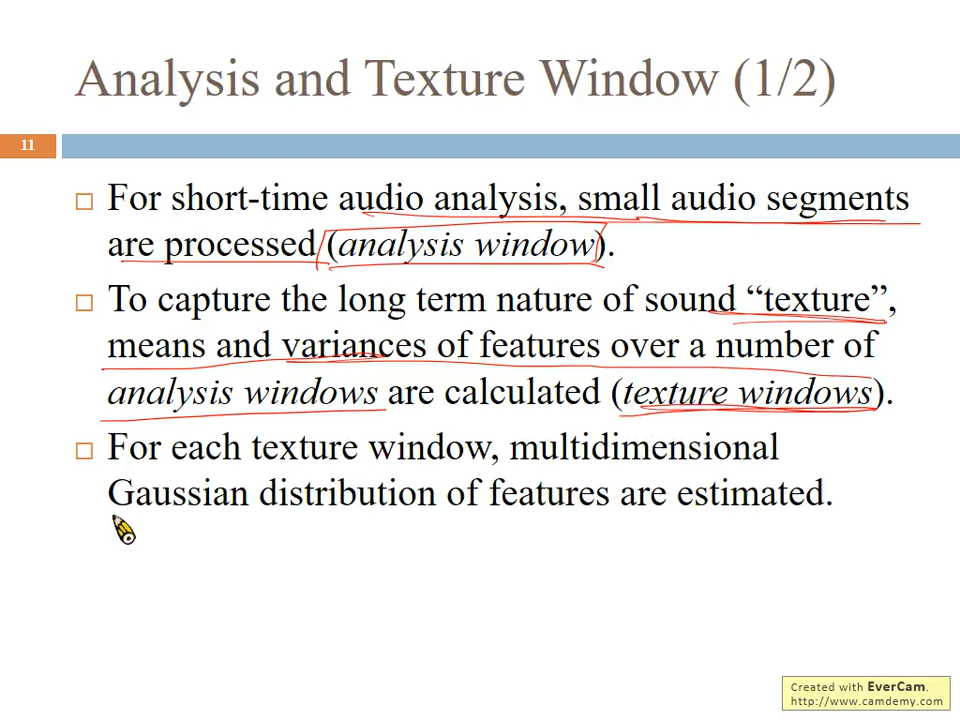 Analysis and Texture Window (1/2)
11
For short-time audio analysis, small audio segments
are processed (analysis window).
To capture the long term nature of sound “texture”,
means and variances of features over a number of
analysis windows are calculated (texture windows).
For each texture window, multidimensional
Gaussian distribution of features are estimated.
Created with EverCam.
http://www.camdemy.com